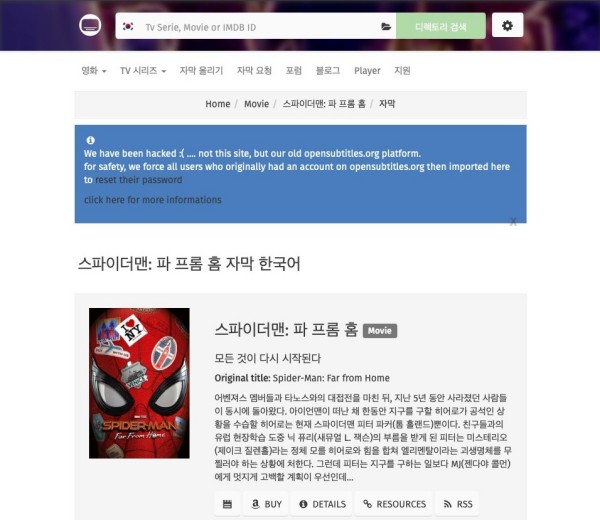 Tv Serie, Movie or IMDB ID
디렉토리 검색
영화 TV 시리즈 자막 올리기 자막 요청 포럼 블로그 Player 지원
Home / Movie / 스파이더맨: 파 프롬 홈 / 자막
We have been hacked :( .... not this site, but our old opensubtitles.org platform.
for safety, we force all users who originally had an account on opensubtitles.org then imported here
to reset their password
click here for more informations
x
스파이더맨: 파 프롬 홈 자막 한국어
I ♥ NY
VENICE
SPIDER-MAN
Far From Home
스파이더맨: 파 프롬 홈 Movie
모든 것이 다시 시작된다
Original title: Spider-Man: Far from Home
어벤져스 멤버들과 타노스와의 대접전을 마친 뒤, 지난 5년 동안 사라졌던 사람들
이 동시에 돌아왔다. 아이언맨이 떠난 채 한동안 지구를 구할 히어로가 공석인 상
황을 수습할 히어로는 현재 스파이더맨 피터 파커(톰 홀랜드)뿐이다. 친구들과의
유럽 현장학습 도중 닉 퓨리(새뮤얼 L. 잭슨)의 부름을 받게 된 피터는 미스테리오
(제이크 질렌홀)라는 정체 모를 히어로와 힘을 합쳐 엘리멘탈이라는 괴생명체를 무
찔러야 하는 상황에 처한다. 그런데 피터는 지구를 구하는 일보다 MJ(젠다야 콜먼)
에게 멋지게 고백할 계획이 우선인데...
BUY DETAILS RESOURCES RSS